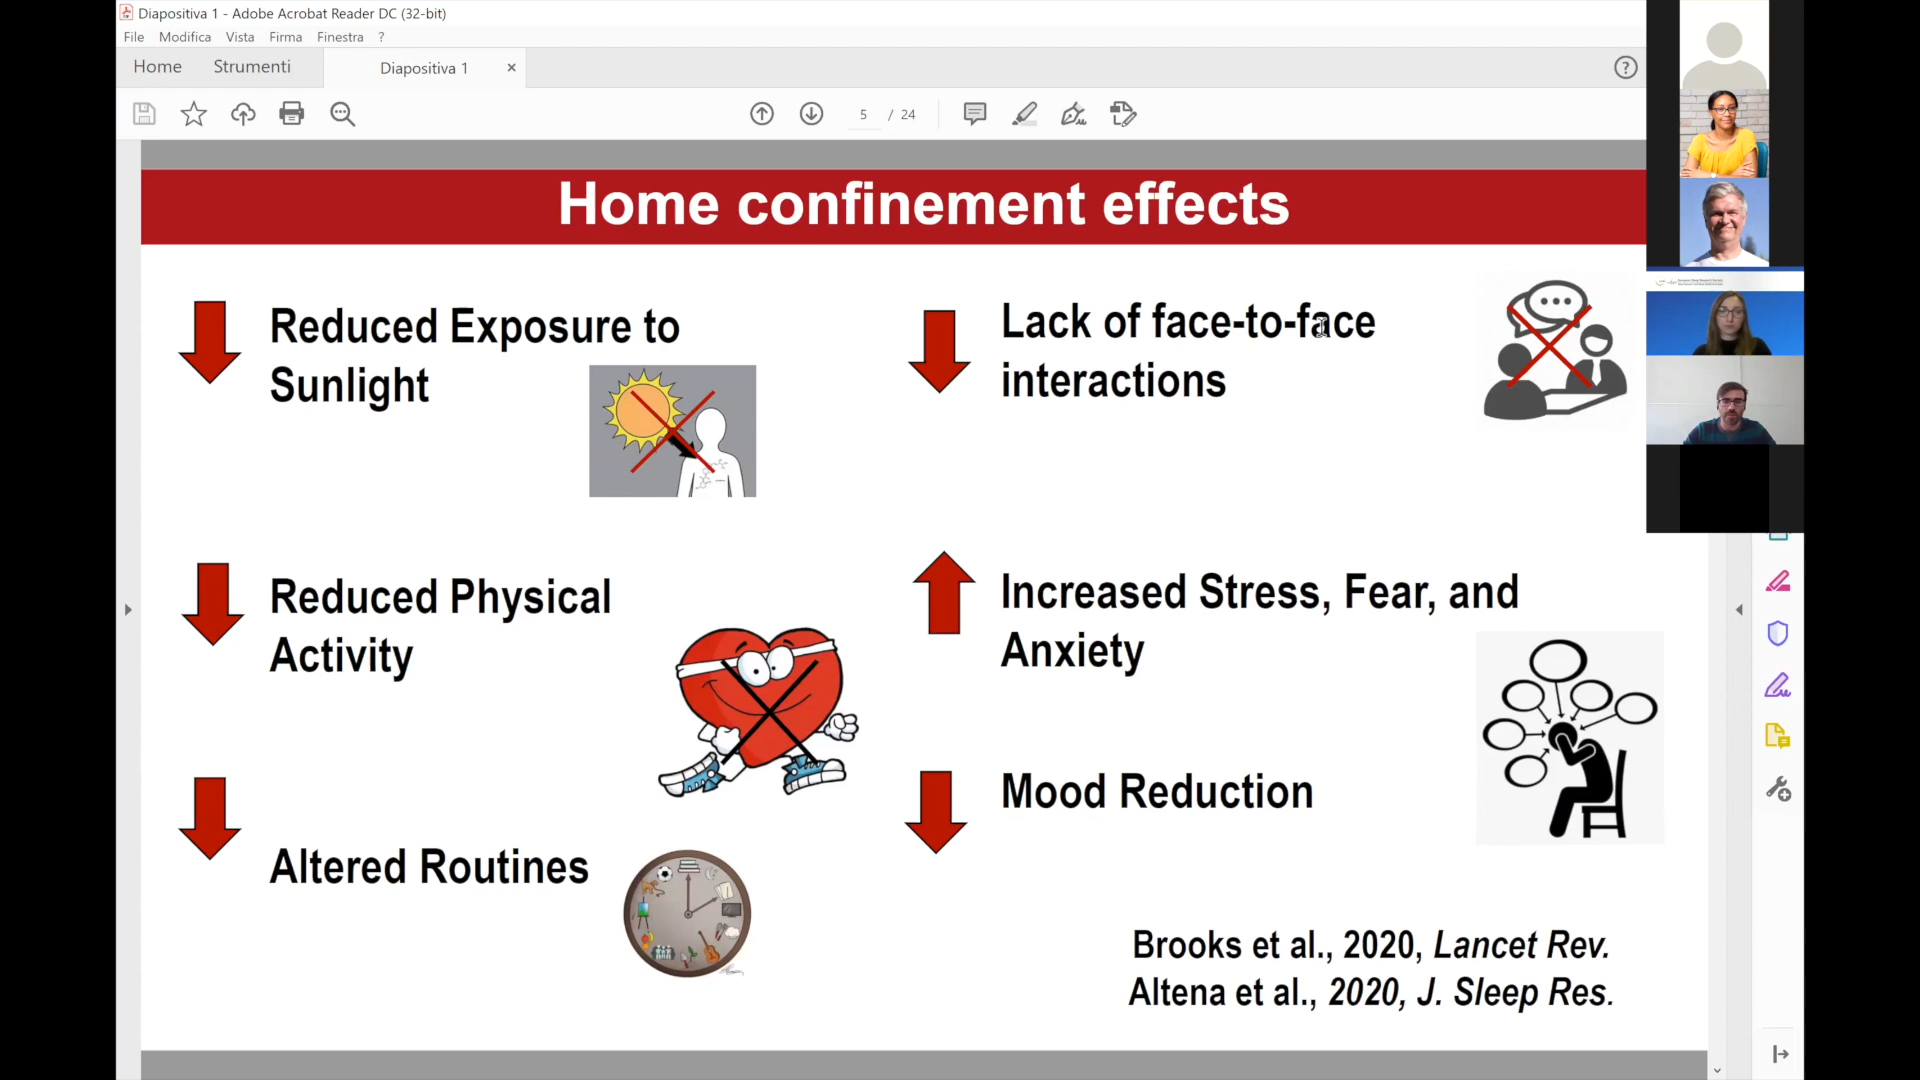 Diapositiva 1 - Adobe Acrobat Reader DC (32-bit)
File Modifica Vista Firma Finestra ?
Home Strumenti Diapositiva 1
5 / 24
Home confinement effects
Reduced Exposure to
Sunlight
Reduced Physical
Activity
Altered Routines
Lack of face-to-face
interactions
Increased Stress, Fear, and
Anxiety
Mood Reduction
Brooks et al., 2020, Lancet Rev.
Altena et al., 2020, J. Sleep Res.